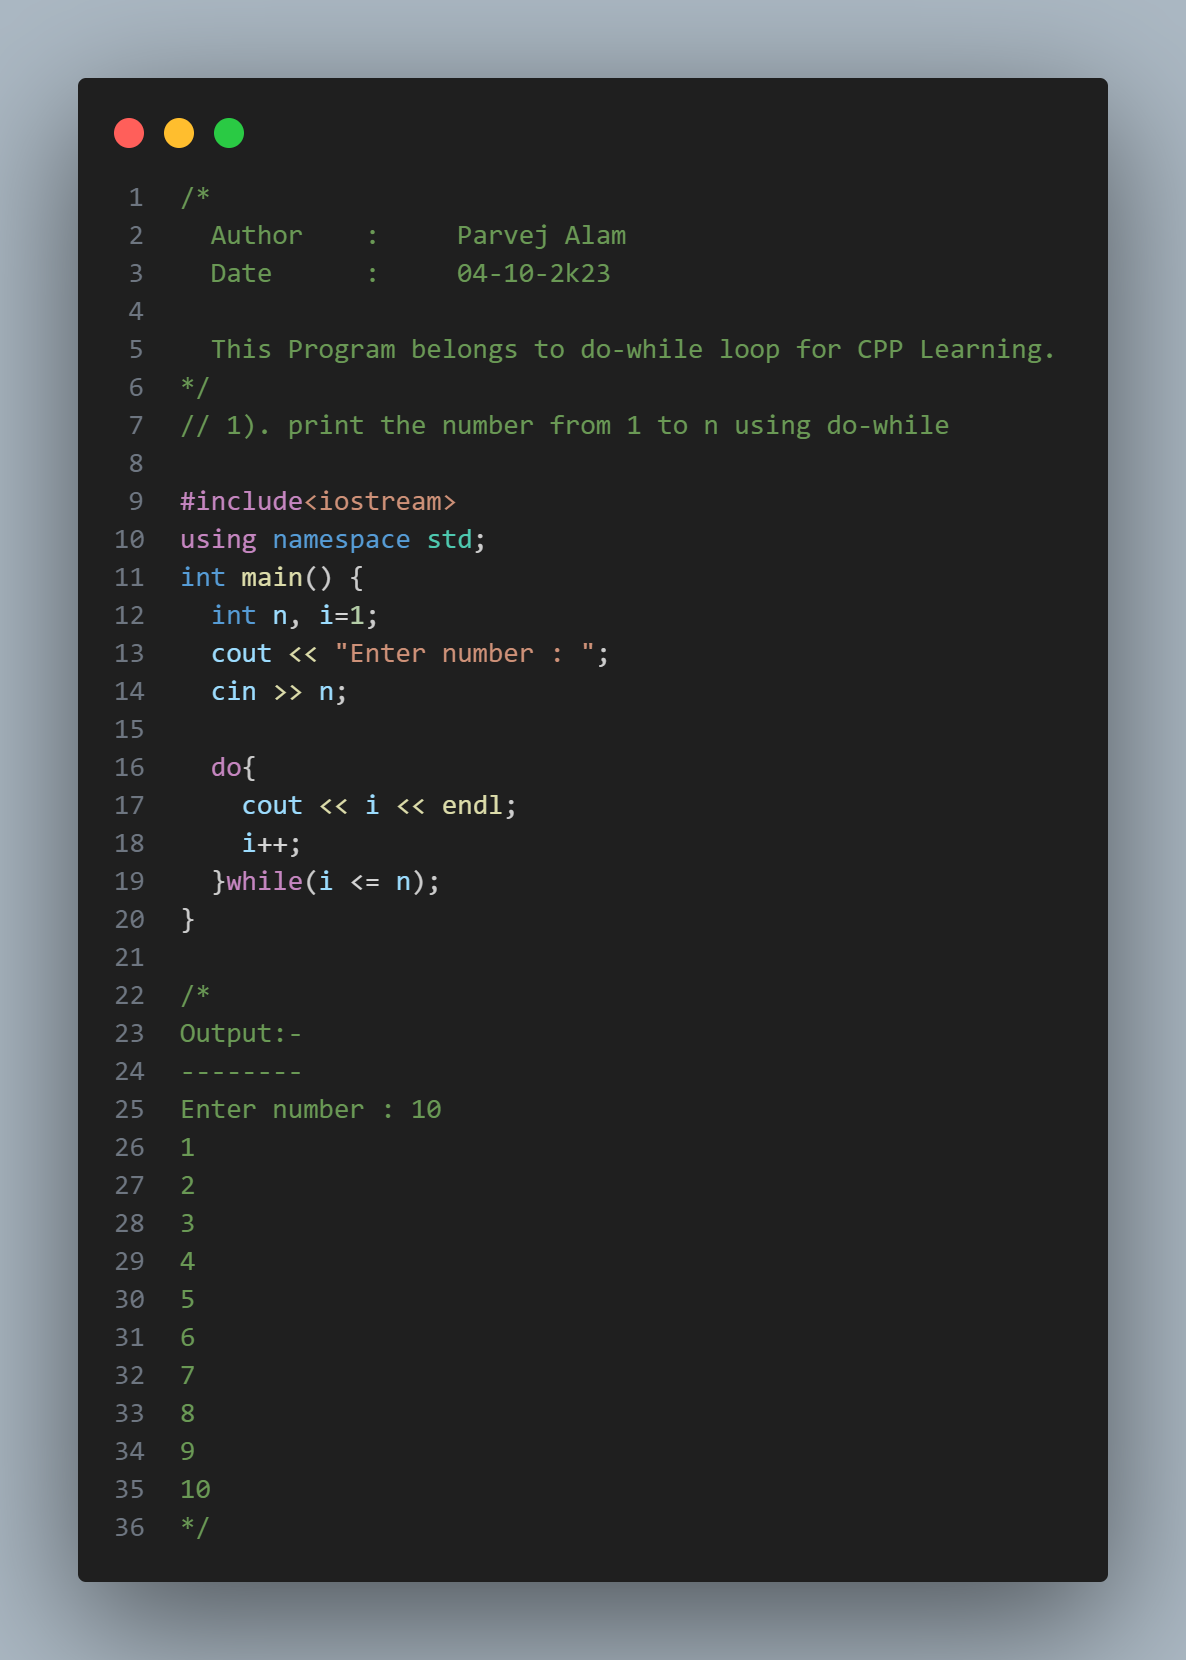 1 /*
2   Author    :     Parvej Alam
3   Date      :     04-10-2k23
4
5   This Program belongs to do-while loop for CPP Learning.
6 */
7 // 1). print the number from 1 to n using do-while
8
9 #include<iostream>
10 using namespace std;
11 int main() {
12   int n, i=1;
13   cout << "Enter number : ";
14   cin >> n;
15
16   do{
17     cout << i << endl;
18     i++;
19   }while(i <= n);
20 }
21
22 /*
23 Output:-
24 --------
25 Enter number : 10
26 1
27 2
28 3
29 4
30 5
31 6
32 7
33 8
34 9
35 10
36 */